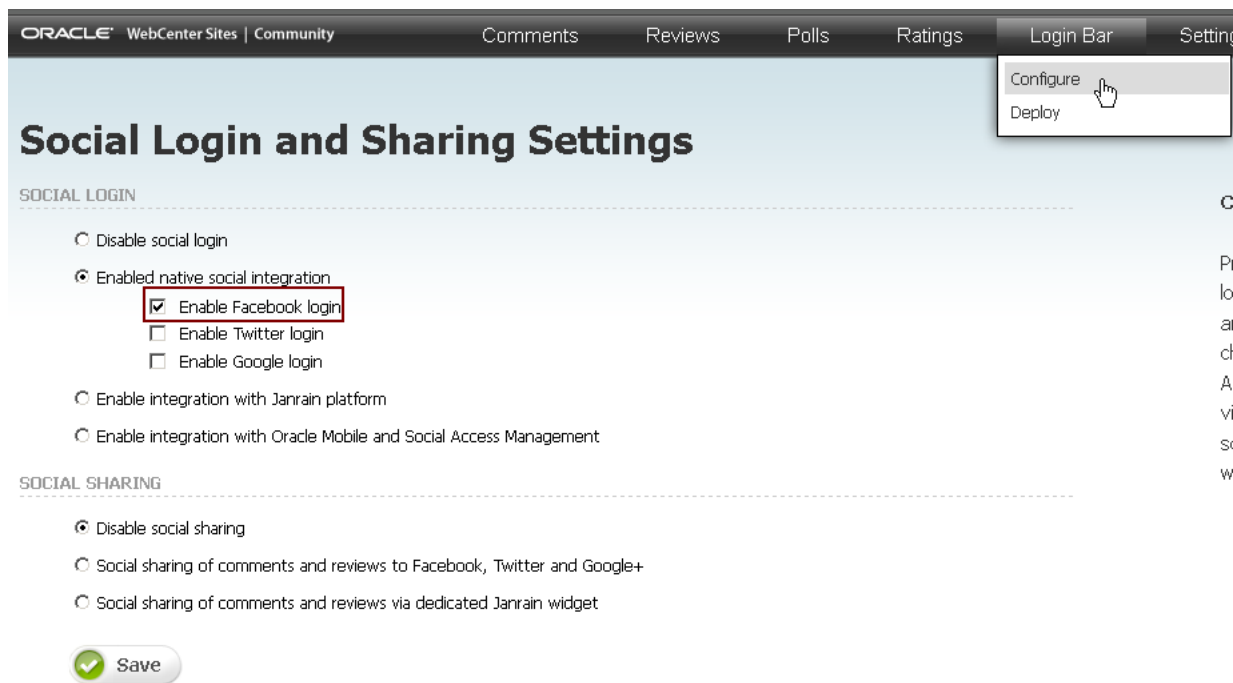 ORACLE WebCenter Sites | Community
Comments
Reviews
Polls
Ratings
Login Bar
Configure
Deploy
Social Login and Sharing Settings
SOCIAL LOGIN
Disable social login
Enabled native social integration
Enable Facebook login
Enable Twitter login
Enable Google login
Enable integration with Janrain platform
Enable integration with Oracle Mobile and Social Access Management
SOCIAL SHARING
Disable social sharing
Social sharing of comments and reviews to Facebook, Twitter and Google+
Social sharing of comments and reviews via dedicated Janrain widget
Save